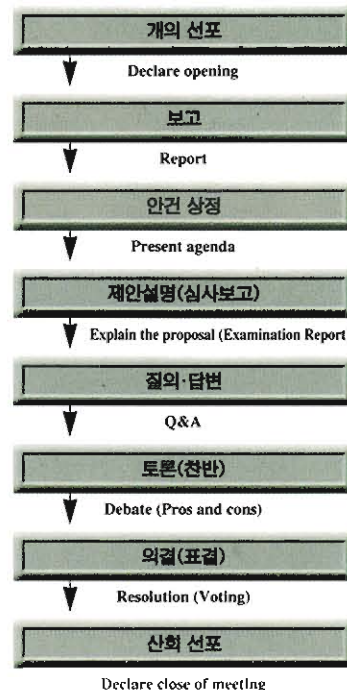 개의 선포
Declare opening
보고
Report
안건 상정
Present agenda
제안설명(심사보고)
Explain the proposal (Examination Report
질의·답변
Q&A
토론(찬반)
Debate (Pros and cons)
의결(표결)
Resolution (Voting)
산회 선포
Declare close of meeting